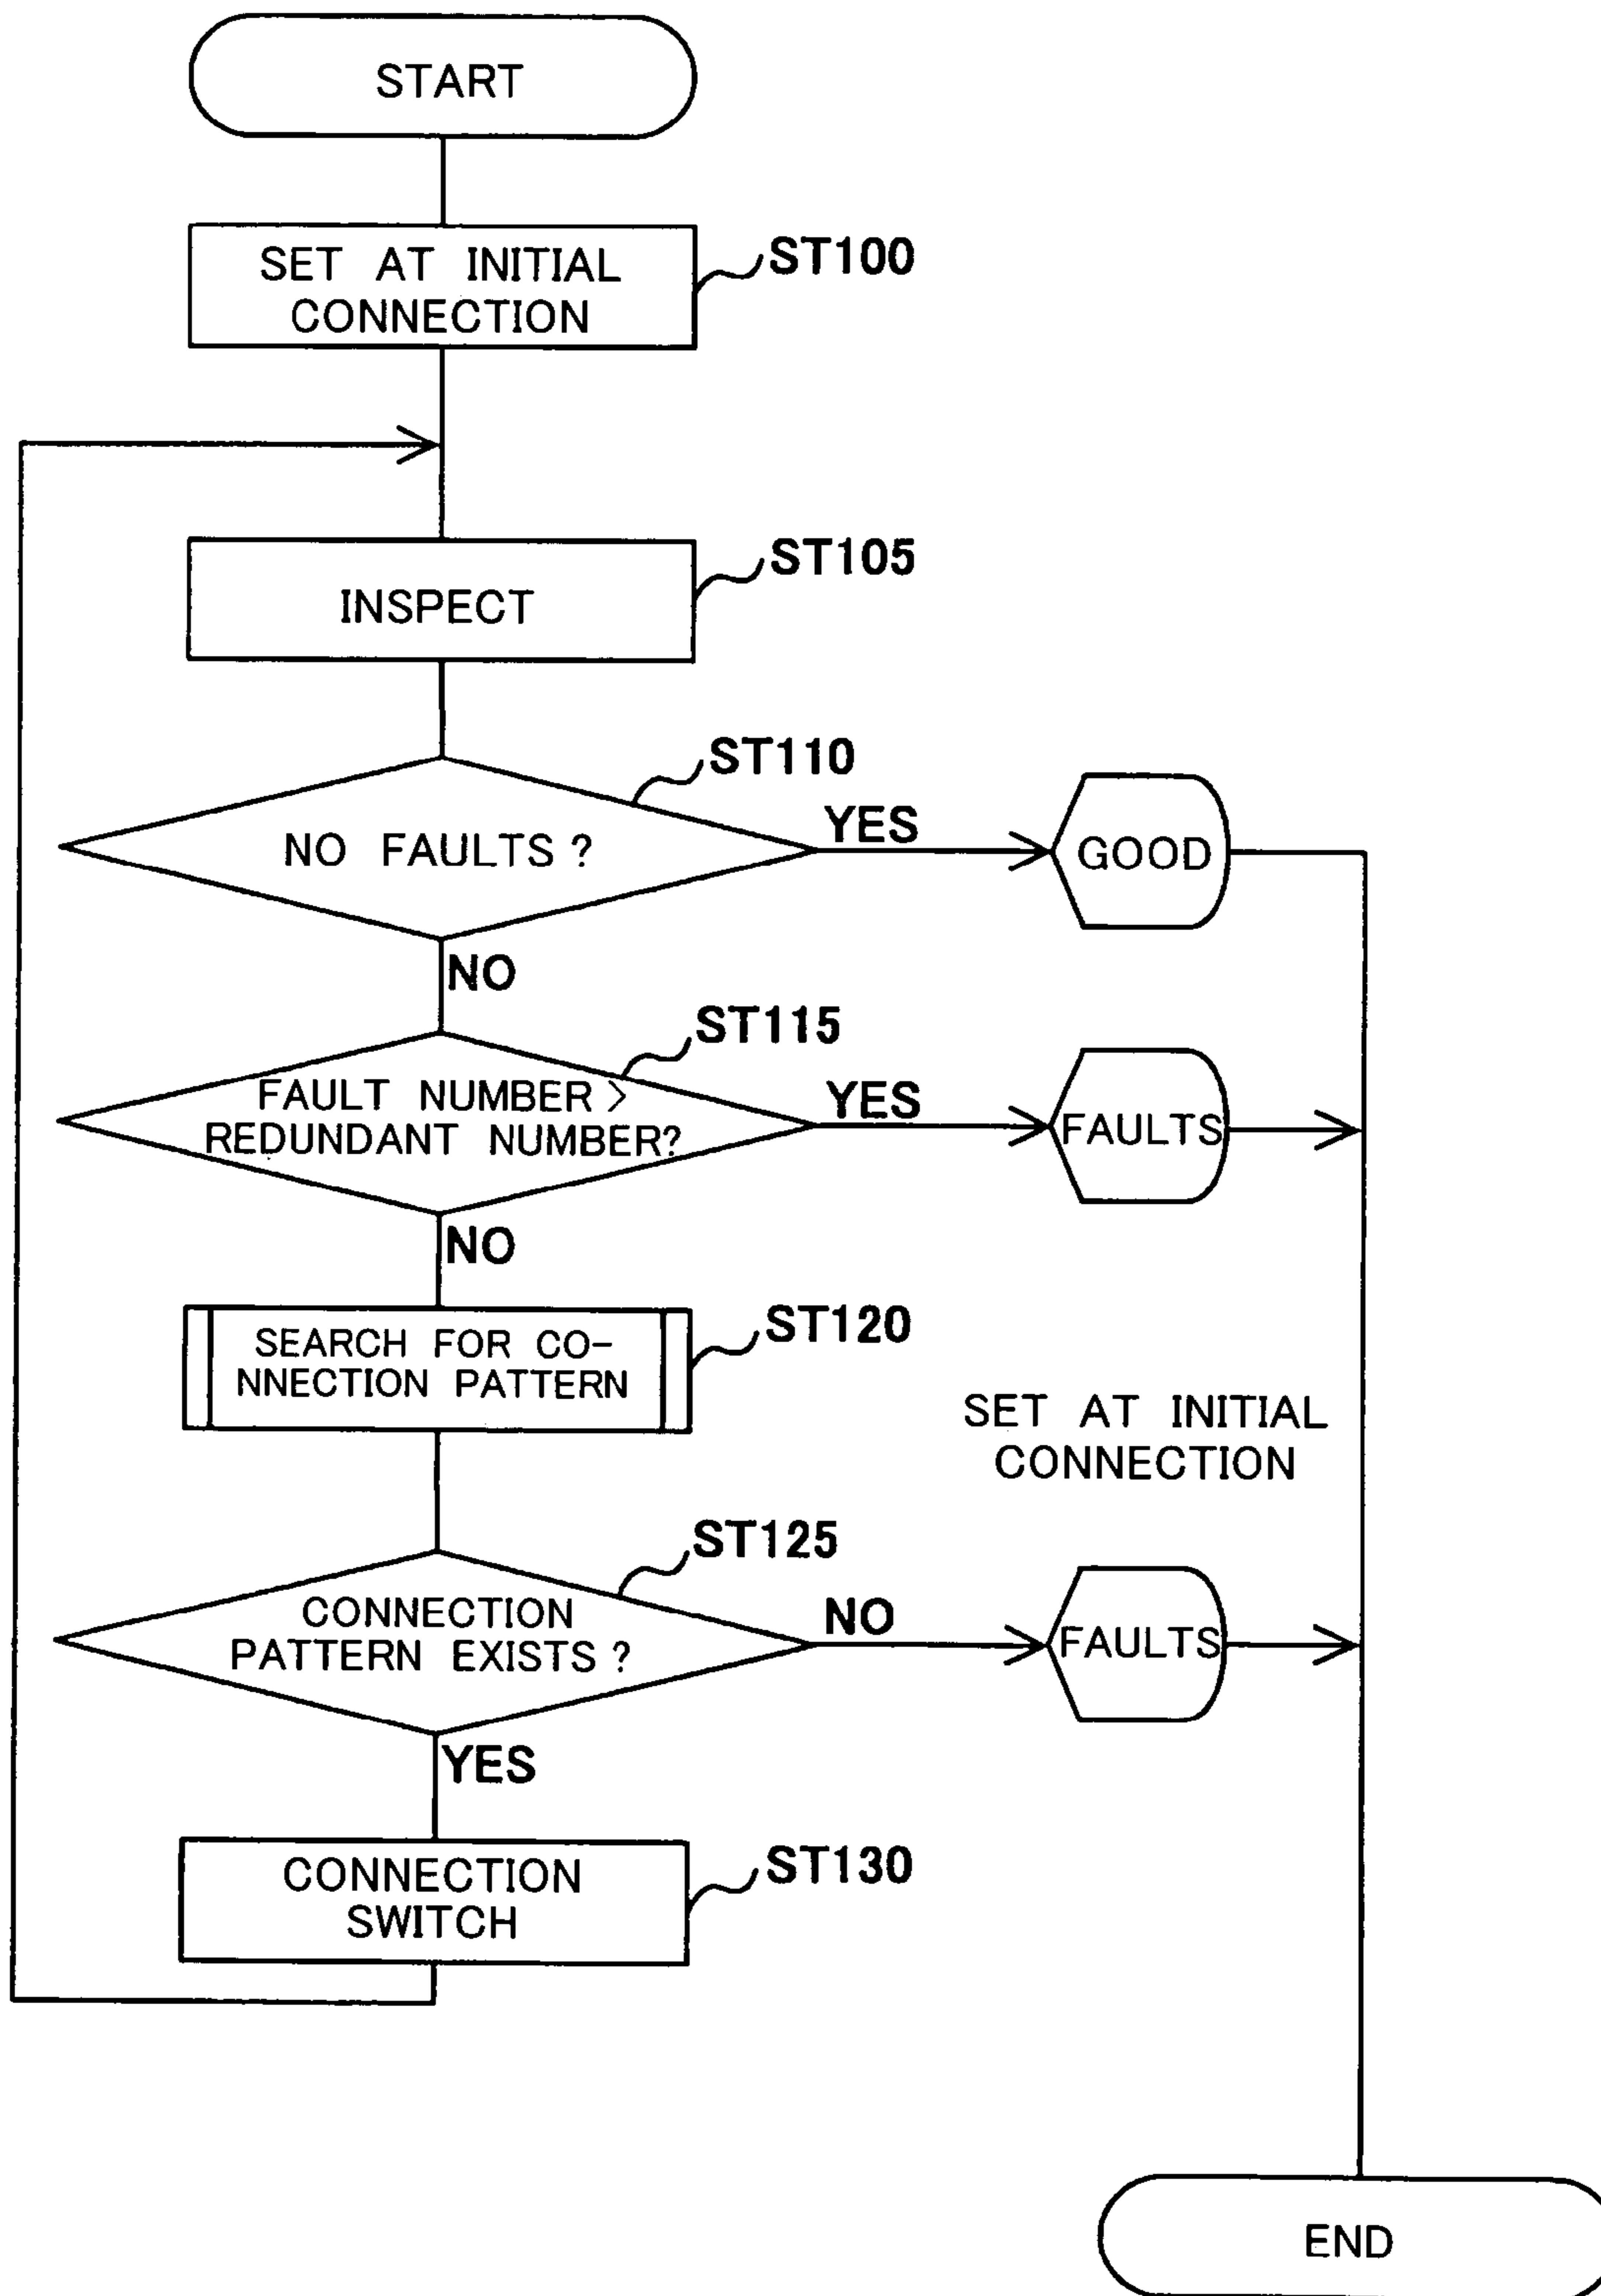 START
SET AT INITIAL
CONNECTION
ST100
INSPECT
ST105
ST110
NO FAULTS ?
YES
GOOD
NO
ST115
FAULT NUMBER >
REDUNDANT NUMBER?
YES
FAULTS
NO
SEARCH FOR CO-
NNECTION PATTERN
ST120
SET AT INITIAL
CONNECTION
ST125
CONNECTION
PATTERN EXISTS ?
NO
FAULTS
YES
CONNECTION
SWITCH
ST130
END